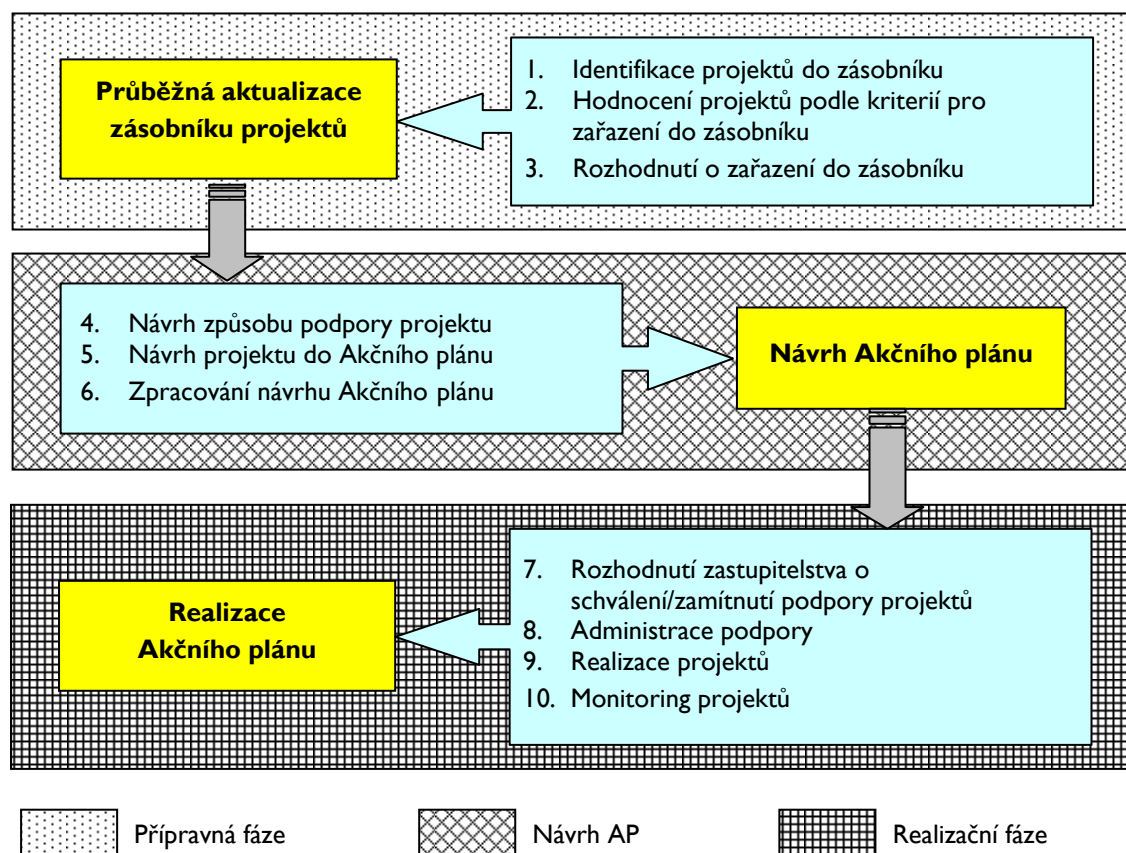 Průběžná aktualizace
zásobníku projektů
1. Identifikace projektů do zásobníku
2. Hodnocení projektů podle kriterií pro
zařazení do zásobníku
3. Rozhodnutí o zařazení do zásobníku
4. Návrh způsobu podpory projektu
5. Návrh projektu do Akčního plánu
6. Zpracování návrhu Akčního plánu
Návrh Akčního plánu
Realizace
Akčního plánu
7. Rozhodnutí zastupitelstva o
schválení/zamítnutí podpory projektů
8. Administrace podpory
9. Realizace projektů
10. Monitoring projektů
Přípravná fáze
Návrh AP
Realizační fáze